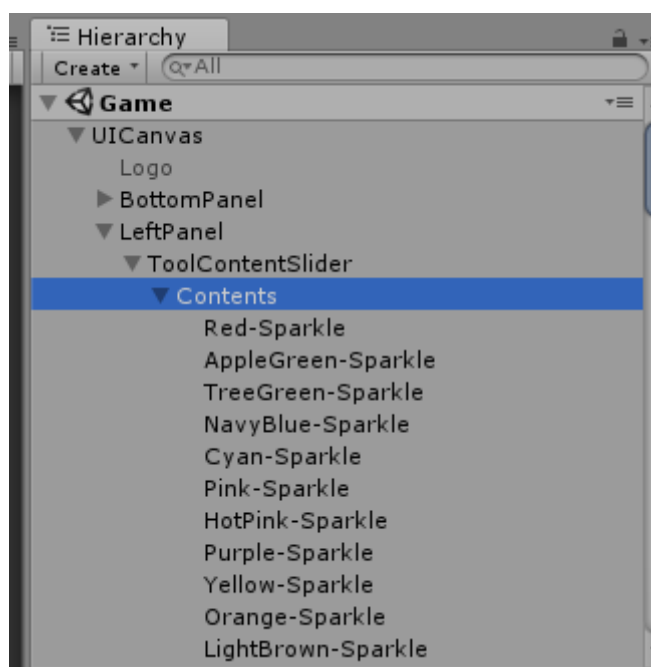 Hierarchy
Create All
Game
UICanvas
Logo
BottomPanel
LeftPanel
ToolContentSlider
Contents
Red-Sparkle
AppleGreen-Sparkle
TreeGreen-Sparkle
NavyBlue-Sparkle
Cyan-Sparkle
Pink-Sparkle
HotPink-Sparkle
Purple-Sparkle
Yellow-Sparkle
Orange-Sparkle
LightBrown-Sparkle